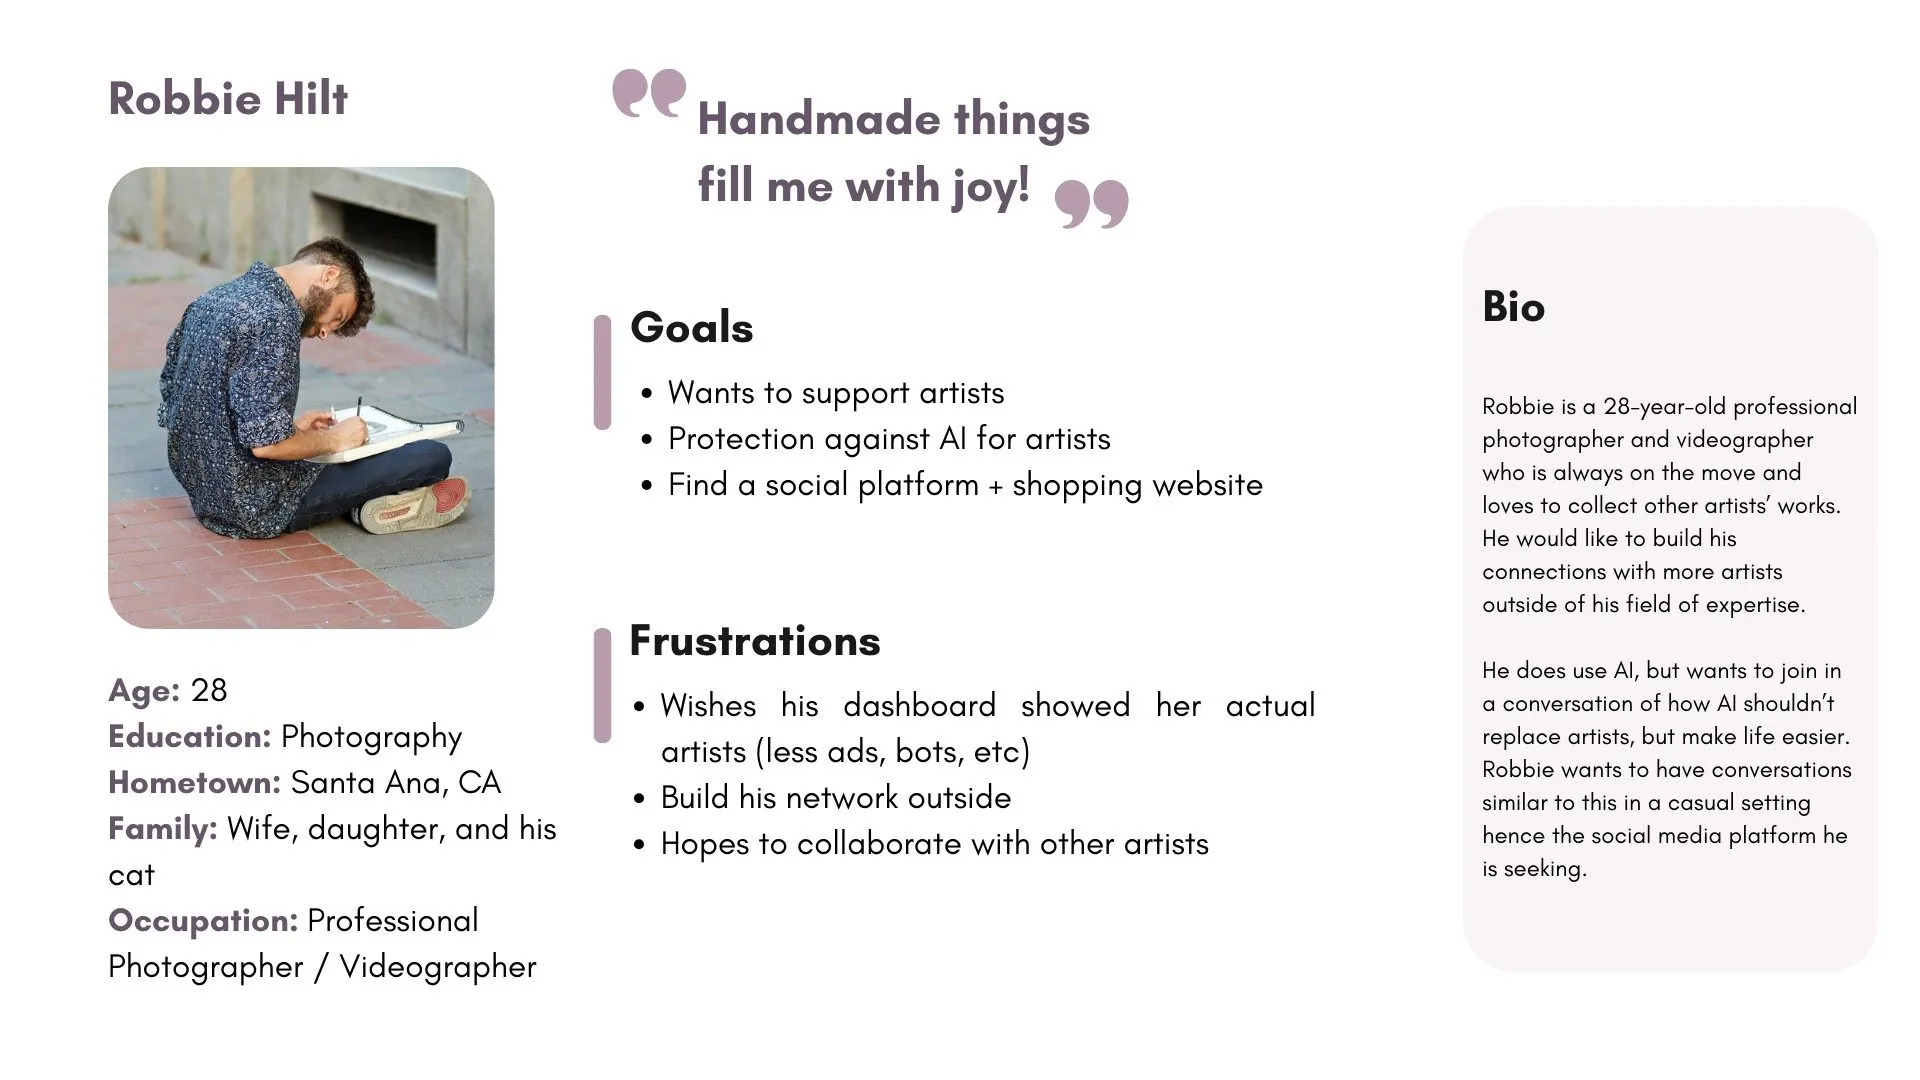 Robbie Hilt
Age: 28
Education: Photography
Hometown: Santa Ana, CA
Family: Wife, daughter, and his
cat
Occupation: Professional
Photographer / Videographer
“Handmade things
fill me with joy!”
Goals
• Wants to support artists
• Protection against AI for artists
• Find a social platform + shopping website
Frustrations
• Wishes his dashboard showed her actual
artists (less ads, bots, etc)
• Build his network outside
• Hopes to collaborate with other artists
Bio
Robbie is a 28-year-old professional
photographer and videographer
who is always on the move and
loves to collect other artists’ works.
He would like to build his
connections with more artists
outside of his field of expertise.
He does use AI, but wants to join in
a conversation of how AI shouldn’t
replace artists, but make life easier.
Robbie wants to have conversations
similar to this in a casual setting
hence the social media platform he
is seeking.